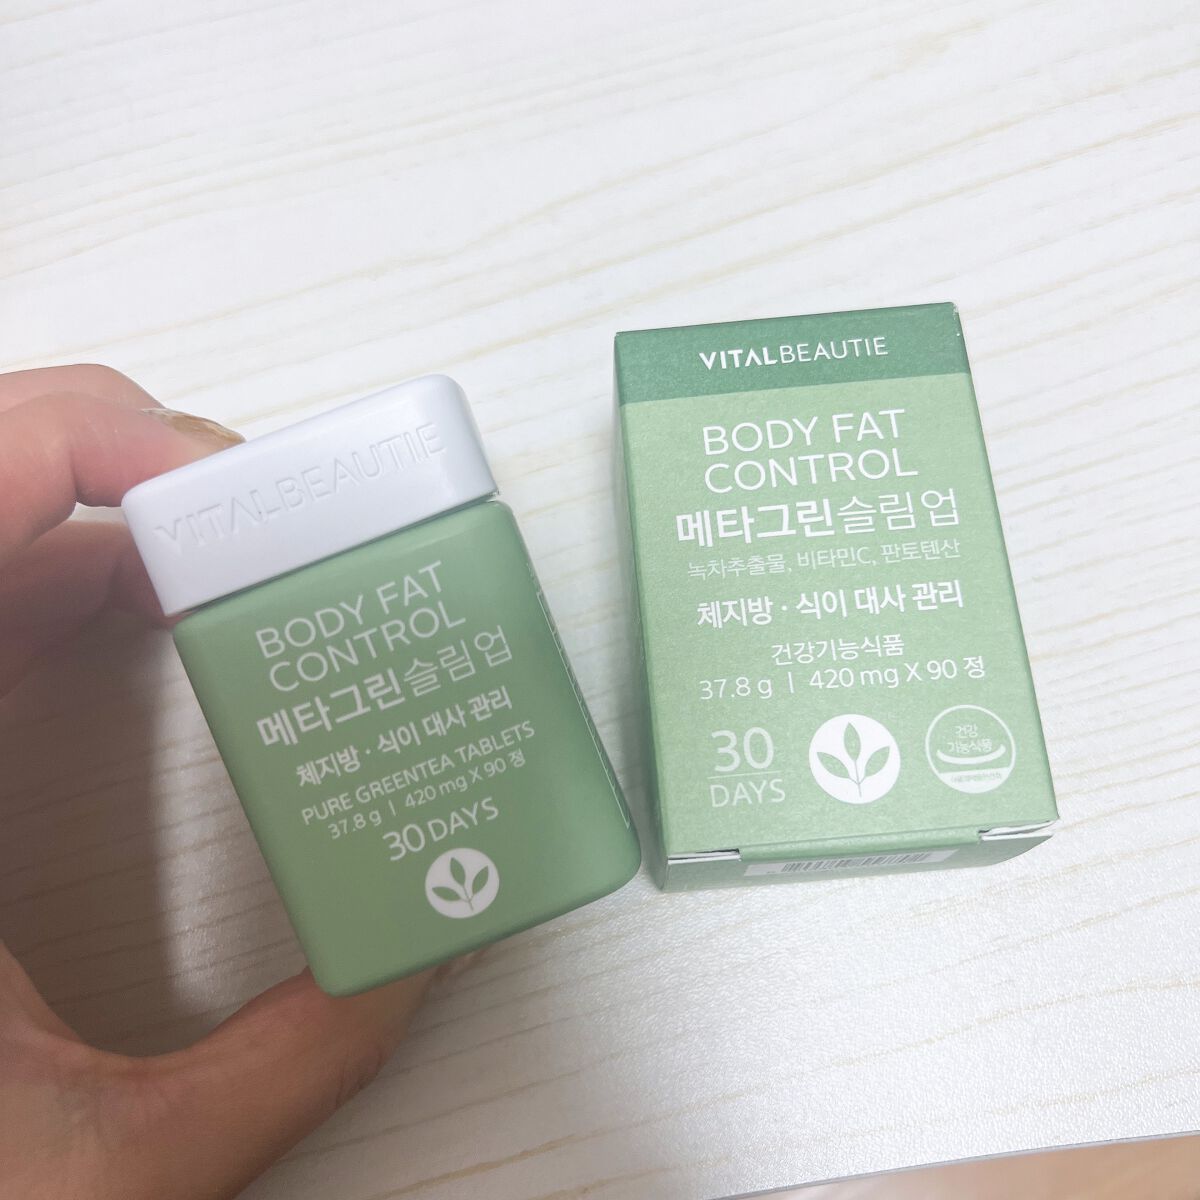 VITALBEAUTIE
BODY FAT
CONTROL
메타그린슬림업
체지방 · 식이 대사 관리
PURE GREENTEA TABLETS
37.8 g | 420 mg X 90 정
30 DAYS
VITALBEAUTIE
BODY FAT
CONTROL
메타그린슬림업
녹차추출물, 비타민C, 판토텐산
체지방 · 식이 대사 관리
건강기능식품
37.8 g | 420 mg X 90 정
30
DAYS
건강
기능식품